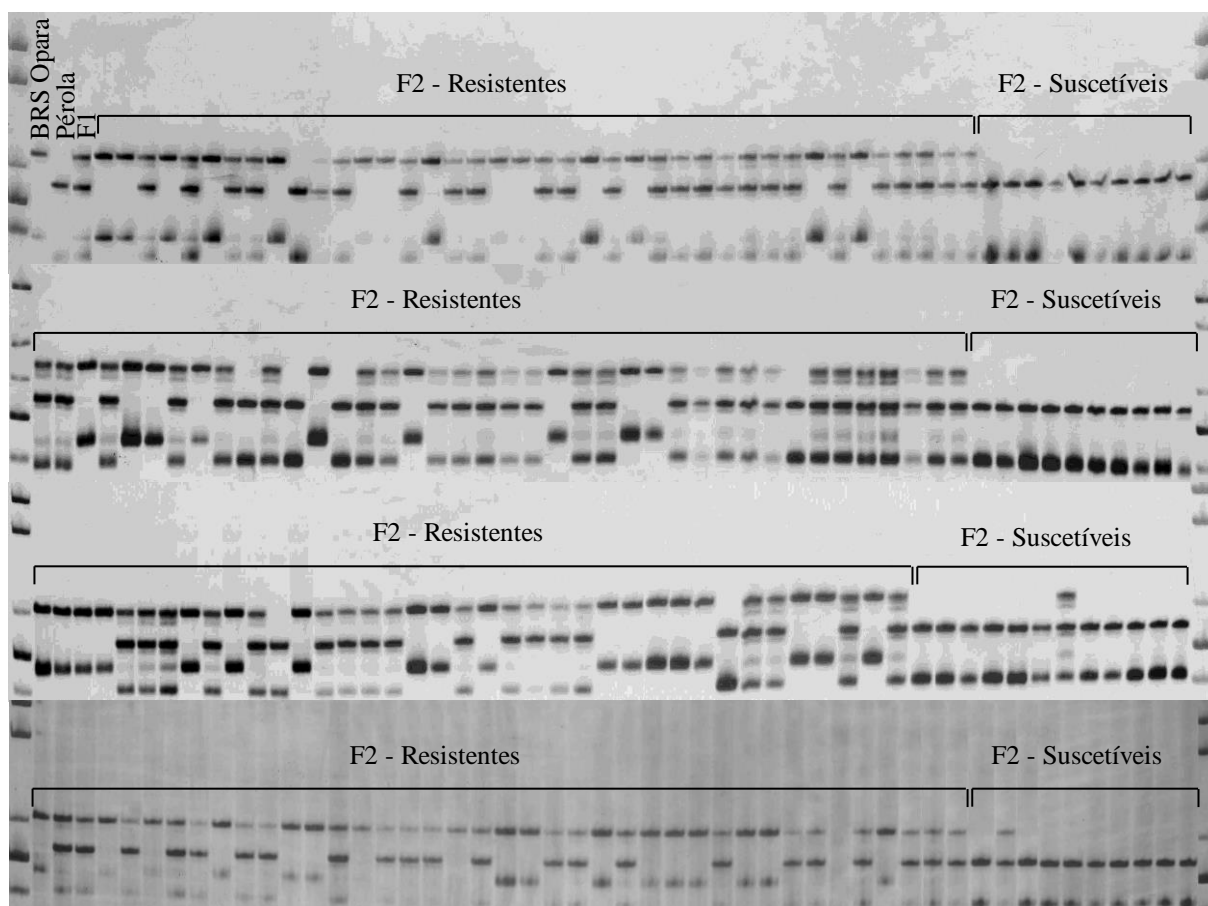 BRS Opara
Pérola
F1
F2 - Resistentes
F2 - Suscetíveis
F2 - Resistentes
F2 - Suscetíveis
F2 - Resistentes
F2 - Suscetíveis
F2 - Resistentes
F2 - Suscetíveis